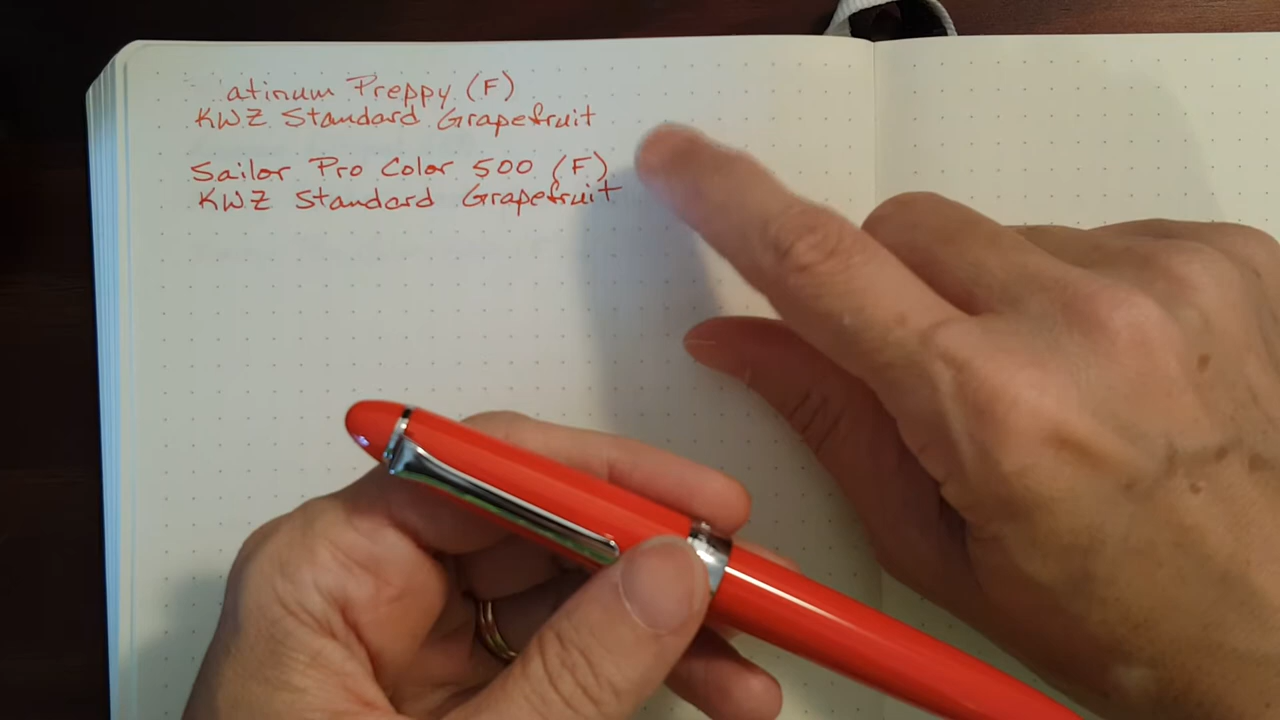 atinum Preppy (F)
KWZ Standard Grapefruit
Sailor Pro Color 500 (F)
KWZ Standard Grapefruit